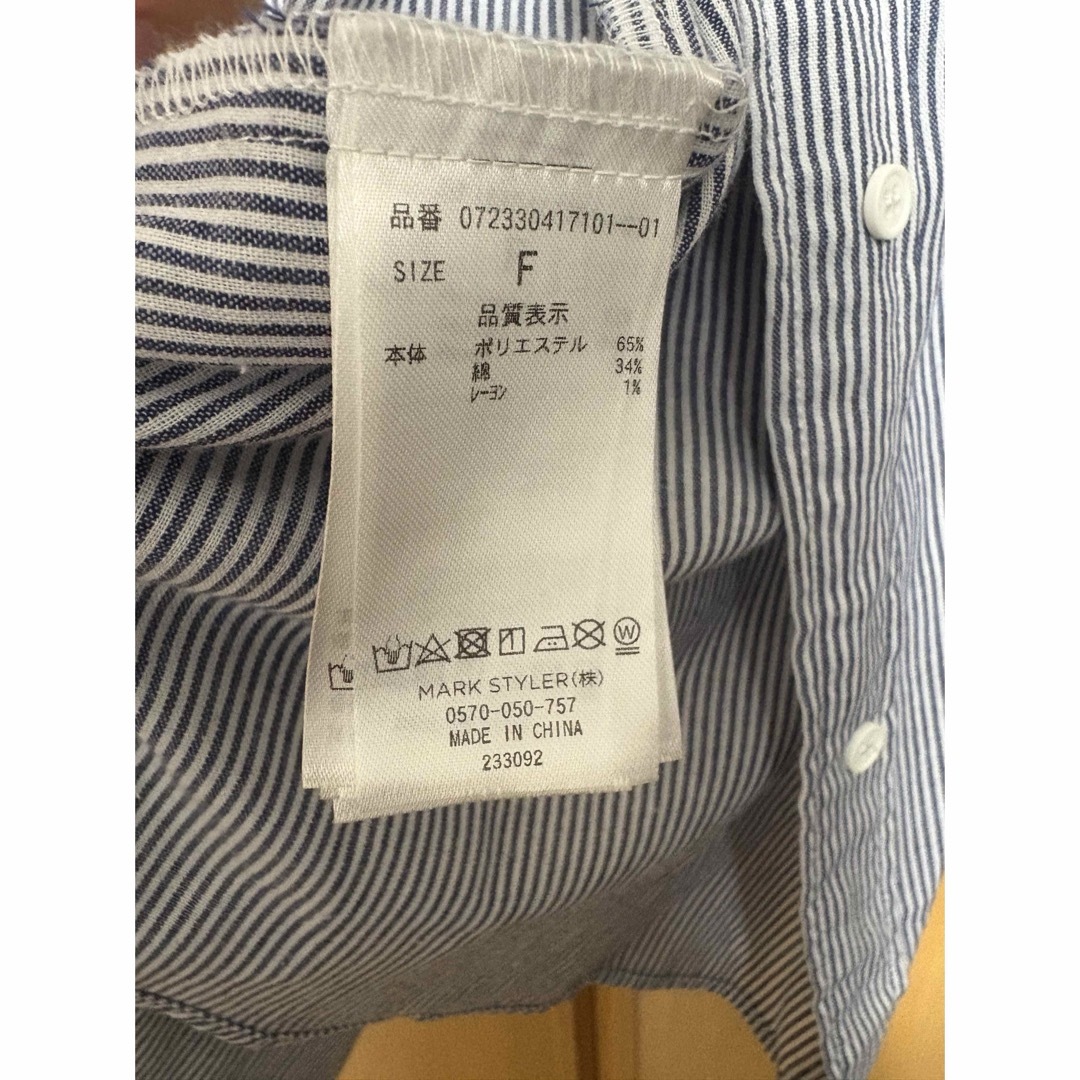 品番 072330417101--01
SIZE F
品質表示
本体 ポリエステル 65%
綿 34%
レーヨン 1%
W
MARK STYLER(株)
0570-050-757
MADE IN CHINA
233092